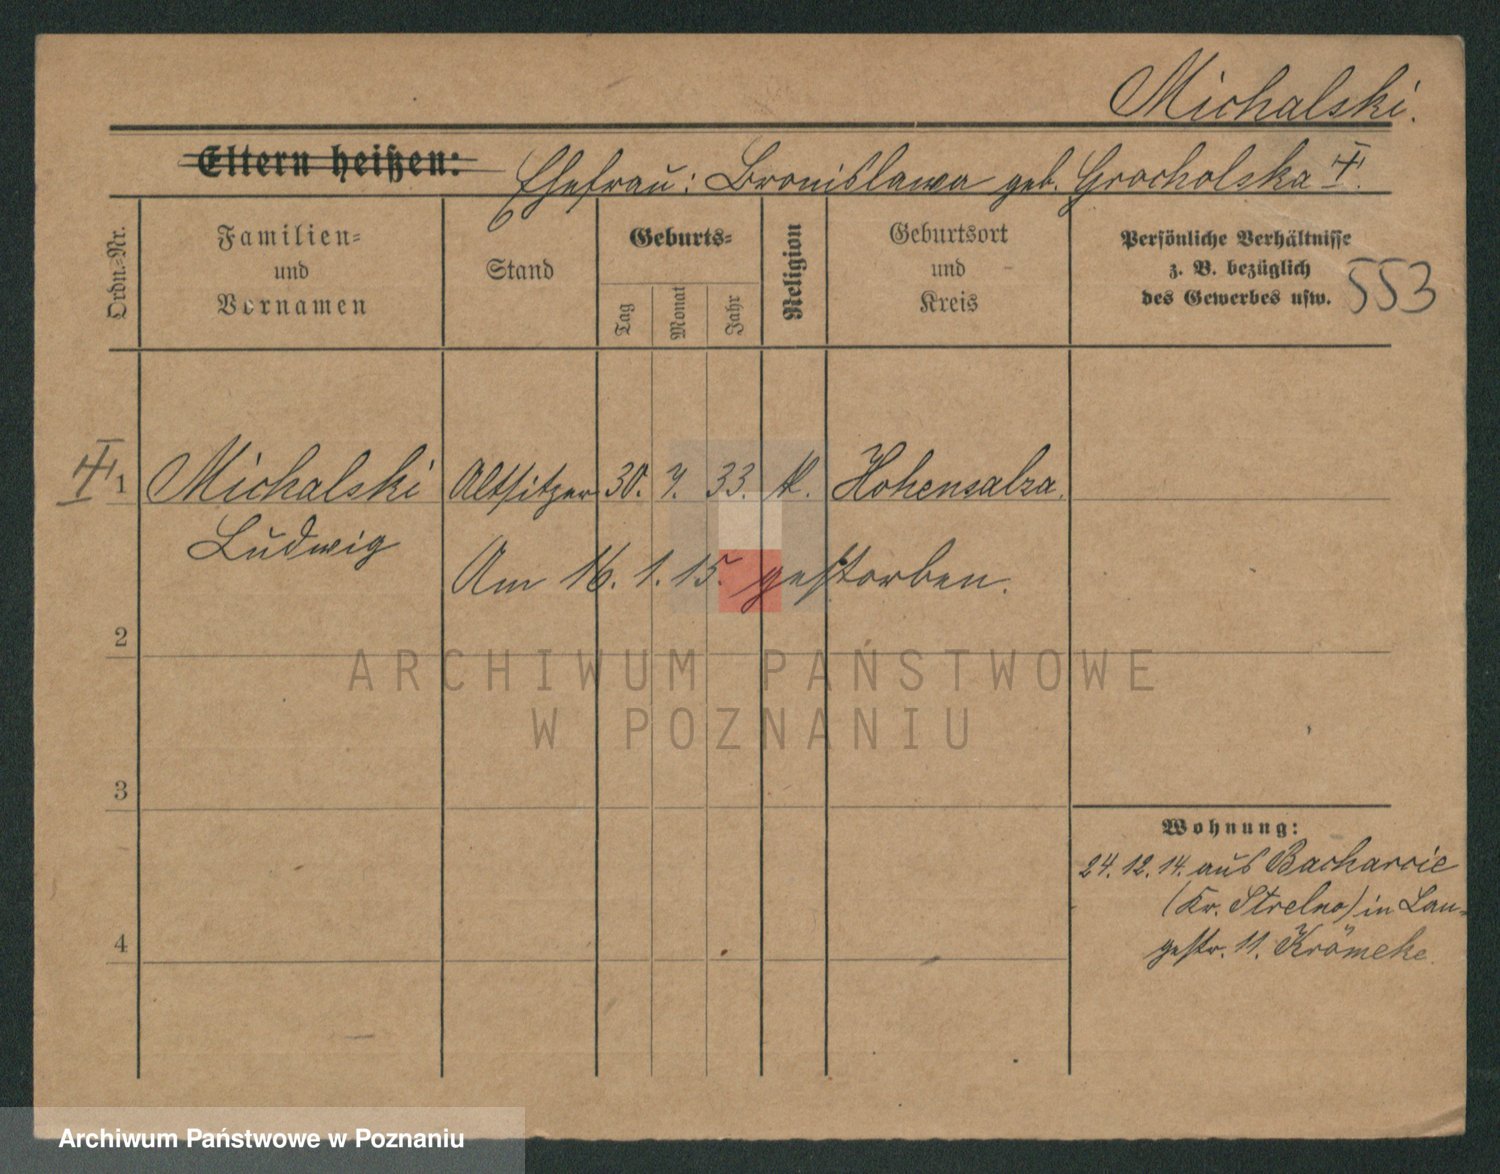 Michalski.
Eltern heißen: Ehefrau: Bronislawa geb. Grocholska
Ordn.-Nr.
Familien-
und
Vornamen
Stand
Geburts-
Tag
Monat
Jahr
Religion
Geburtsort
und
Kreis
Persönliche Verhältnisse
z. B. bezüglich
des Gewerbes usw. 553
1 Michalski Altsitzer 30. 7. 33. k. Hohensalza.
Ludwig
Am 16. 1. 15. gestorben.
2
ARCHIWUM PAŃSTWOWE
W POZNANIU
3
Wohnung:
24. 12. 14. aus Bacharcie
(Kr. Strelno) in Lan-
gestr. 11. Krömeke.
4
Archiwum Państwowe w Poznaniu